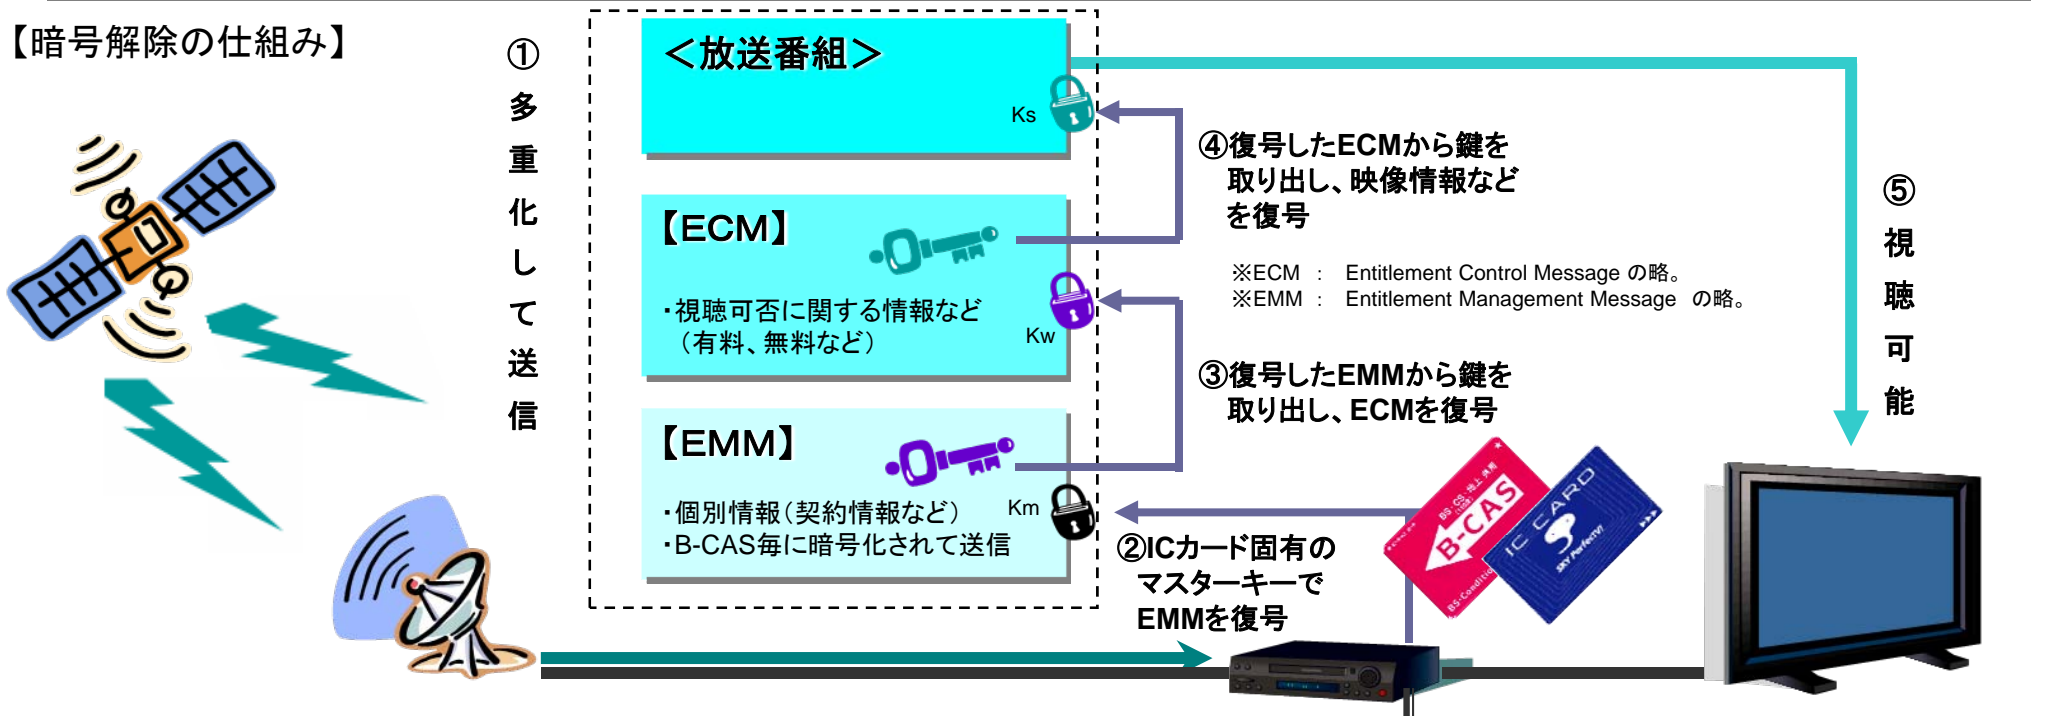 【暗号解除の仕組み】
①多重化して送信
＜放送番組＞
Ks
【ECM】
・視聴可否に関する情報など
（有料、無料など）
Kw
【EMM】
・個別情報（契約情報など）
・B-CAS毎に暗号化されて送信
Km
②ICカード固有の
マスターキーで
EMMを復号
③復号したEMMから鍵を
取り出し、ECMを復号
④復号したECMから鍵を
取り出し、映像情報など
を復号
※ECM ： Entitlement Control Message の略。
※EMM ： Entitlement Management Message の略。
⑤視聴可能
BS・CS・地上 共用
B-CAS
IC CARD
SKY PerfecTV!